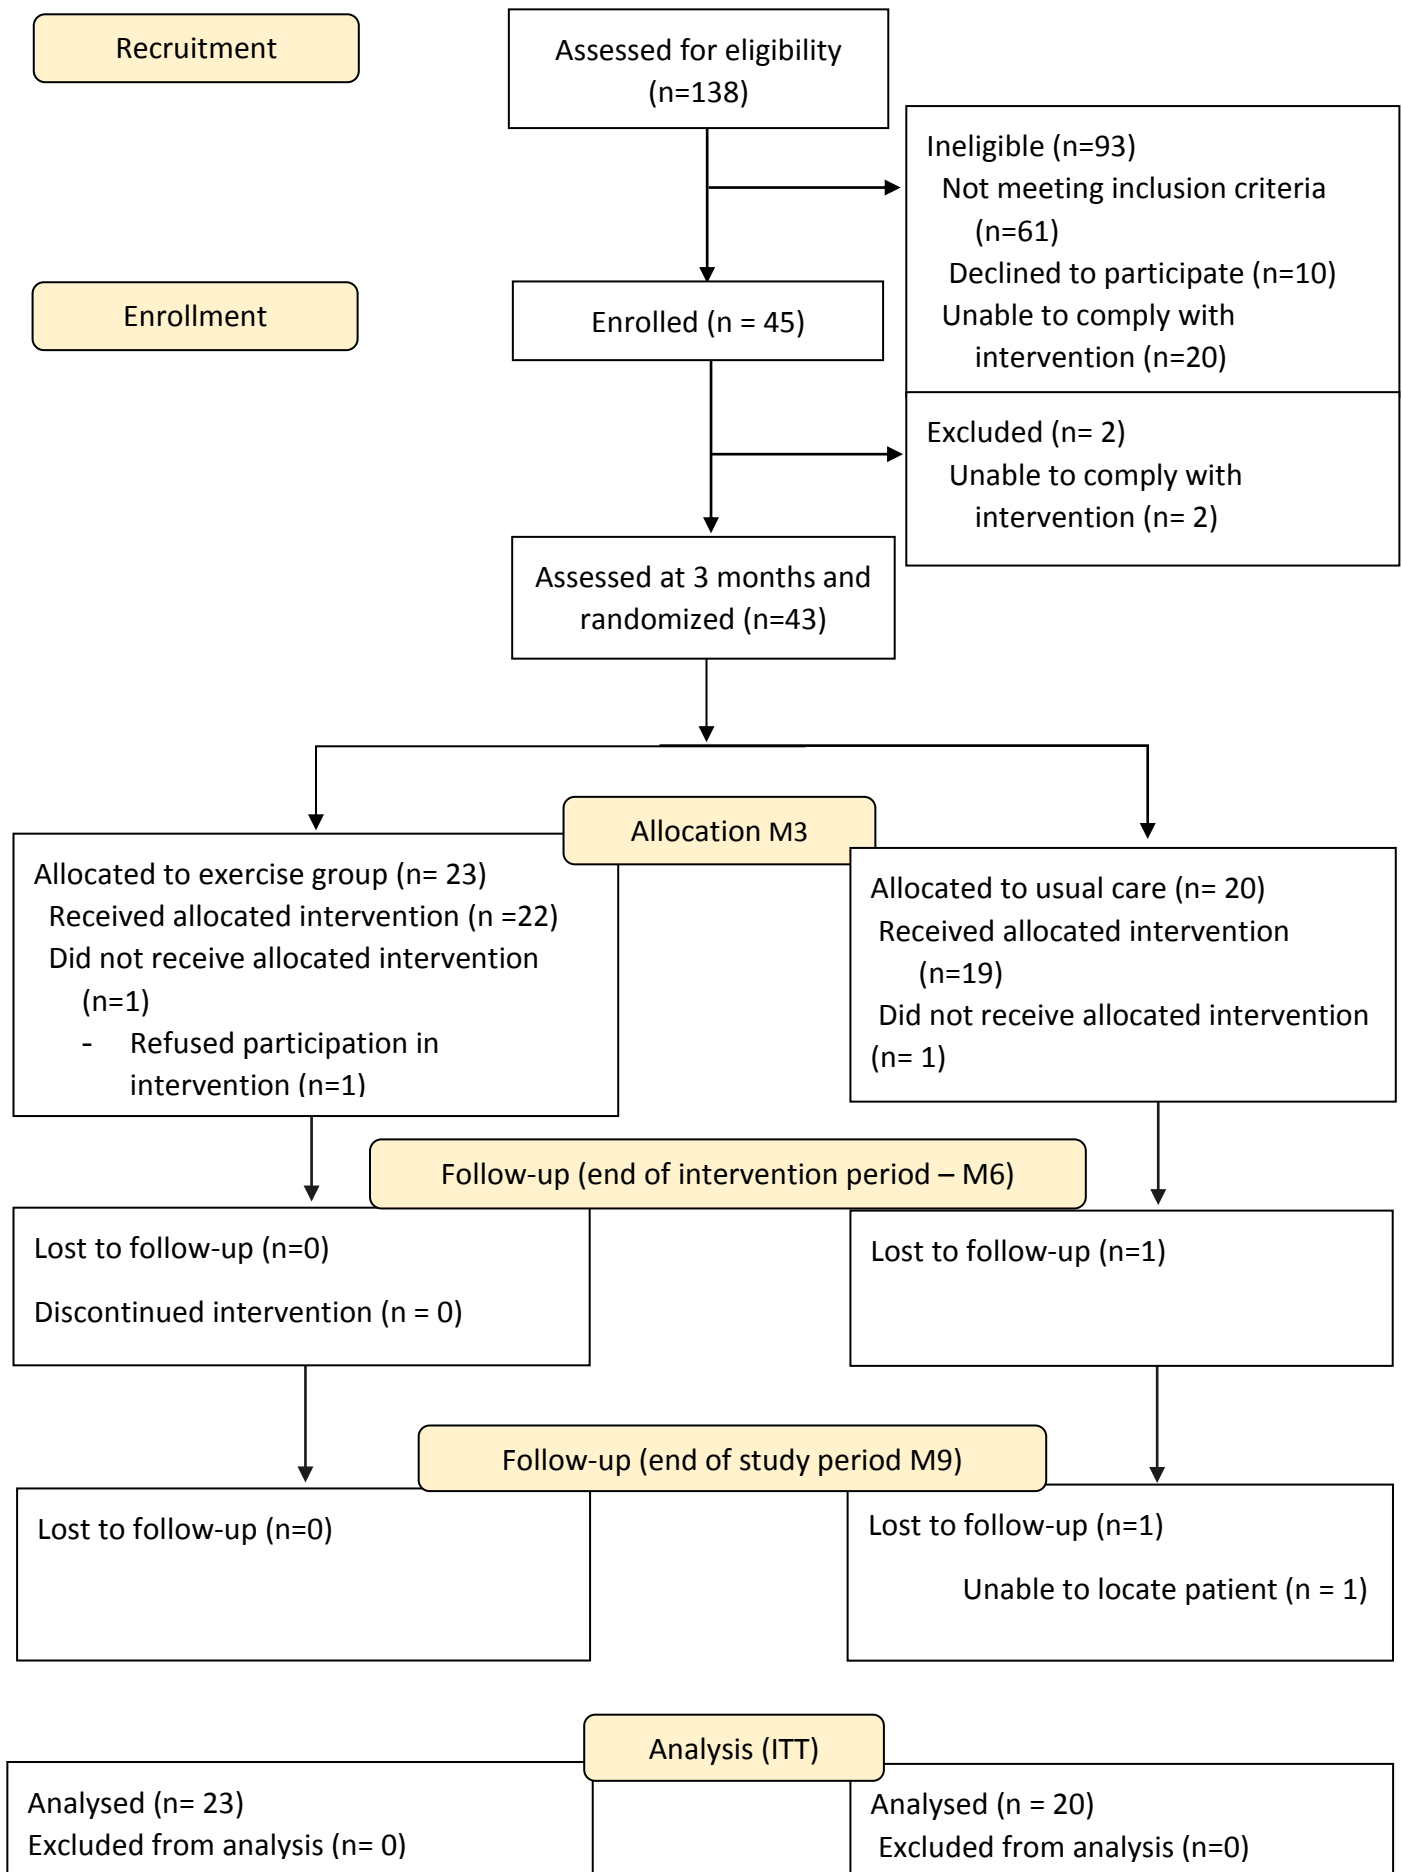 Recruitment
Assessed for eligibility
(n=138)
Ineligible (n=93)
Not meeting inclusion criteria
(n=61)
Declined to participate (n=10)
Unable to comply with
intervention (n=20)
Enrollment
Enrolled (n = 45)
Excluded (n= 2)
Unable to comply with
intervention (n= 2)
Assessed at 3 months and
randomized (n=43)
Allocation M3
Allocated to exercise group (n= 23)
Received allocated intervention (n =22)
Did not receive allocated intervention
(n=1)
- Refused participation in
intervention (n=1)
Allocated to usual care (n= 20)
Received allocated intervention
(n=19)
Did not receive allocated intervention
(n= 1)
Follow-up (end of intervention period – M6)
Lost to follow-up (n=0)
Discontinued intervention (n = 0)
Lost to follow-up (n=1)
Follow-up (end of study period M9)
Lost to follow-up (n=0)
Lost to follow-up (n=1)
Unable to locate patient (n = 1)
Analysis (ITT)
Analysed (n= 23)
Excluded from analysis (n= 0)
Analysed (n = 20)
Excluded from analysis (n=0)